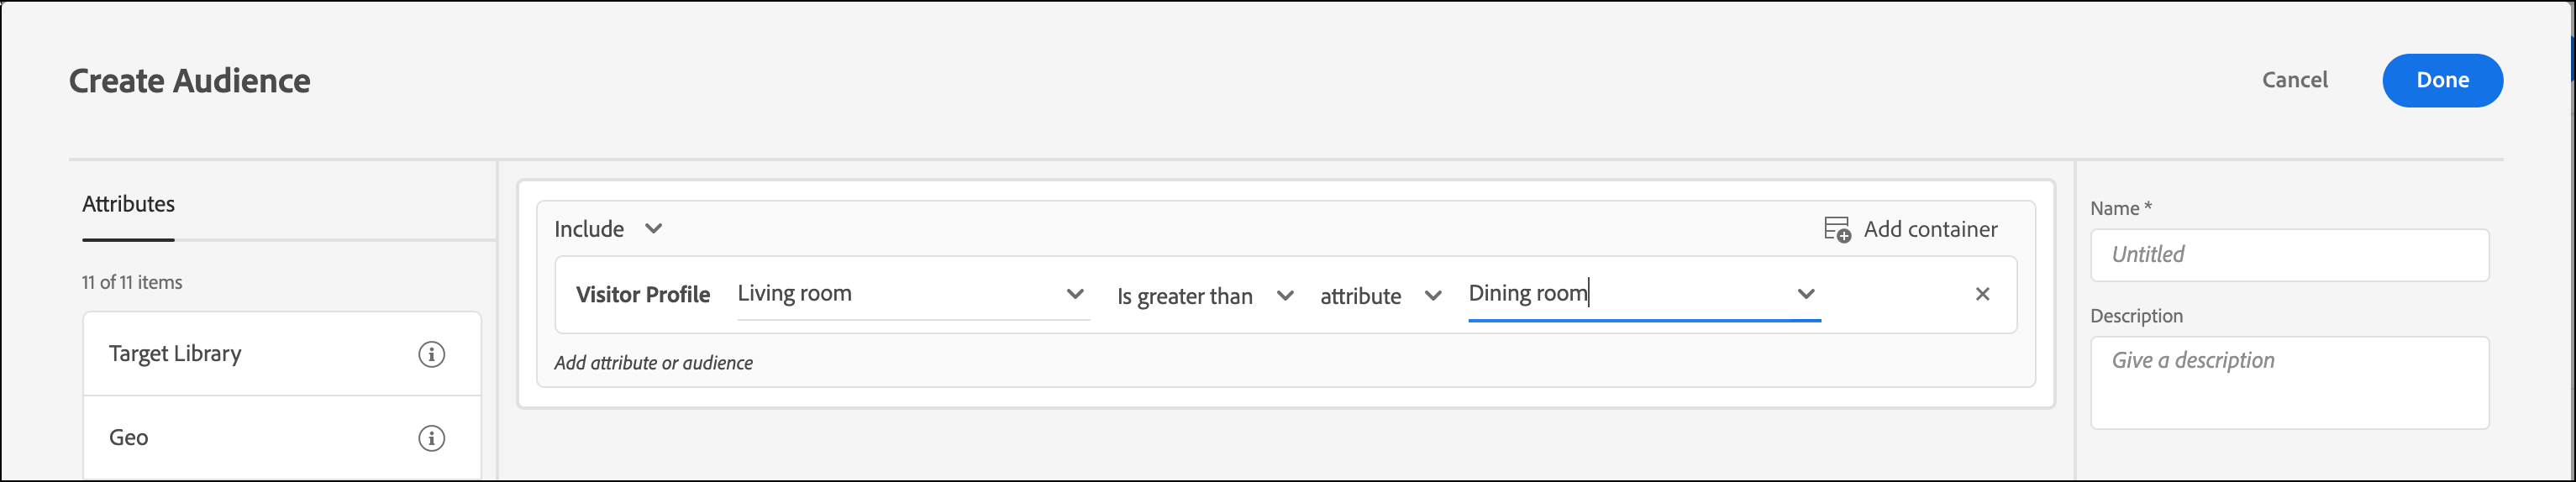 Create Audience
Cancel
Done
Attributes
11 of 11 items
Target Library
Geo
Include
Add container
Visitor Profile Living room Is greater than attribute Dining room
Add attribute or audience
Name *
Untitled
Description
Give a description